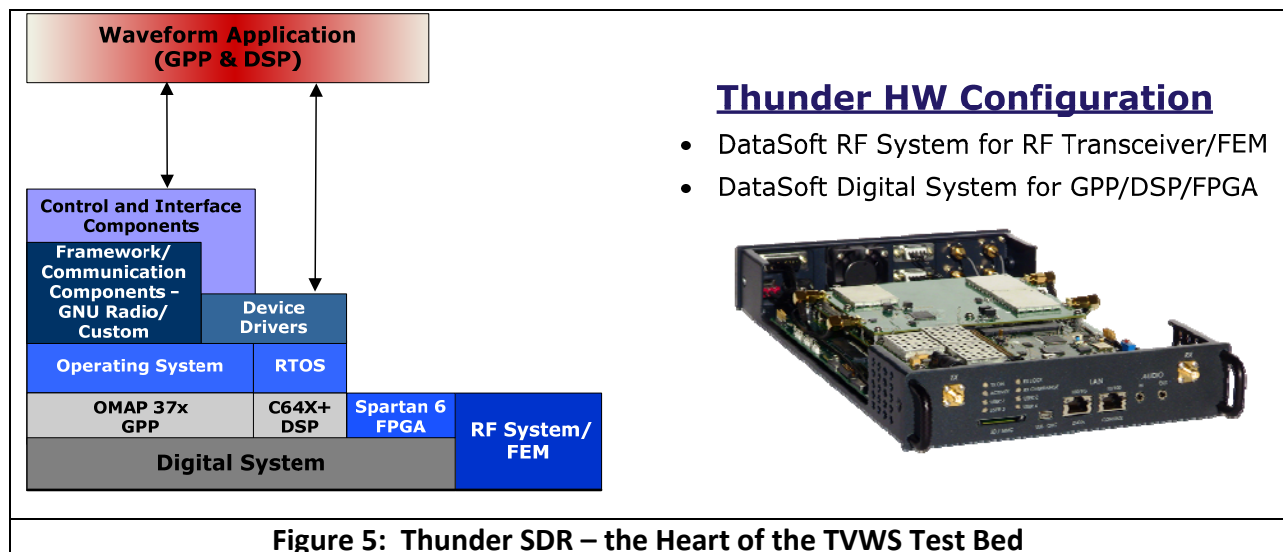 Waveform Application
(GPP & DSP)
Control and Interface
Components
Framework/
Communication
Components –
GNU Radio/
Custom
Device
Drivers
Operating System
RTOS
OMAP 37x
GPP
C64X+
DSP
Spartan 6
FPGA
RF System/
FEM
Digital System
Thunder HW Configuration
• DataSoft RF System for RF Transceiver/FEM
• DataSoft Digital System for GPP/DSP/FPGA
LAN
AUDIO
Figure 5: Thunder SDR – the Heart of the TVWS Test Bed